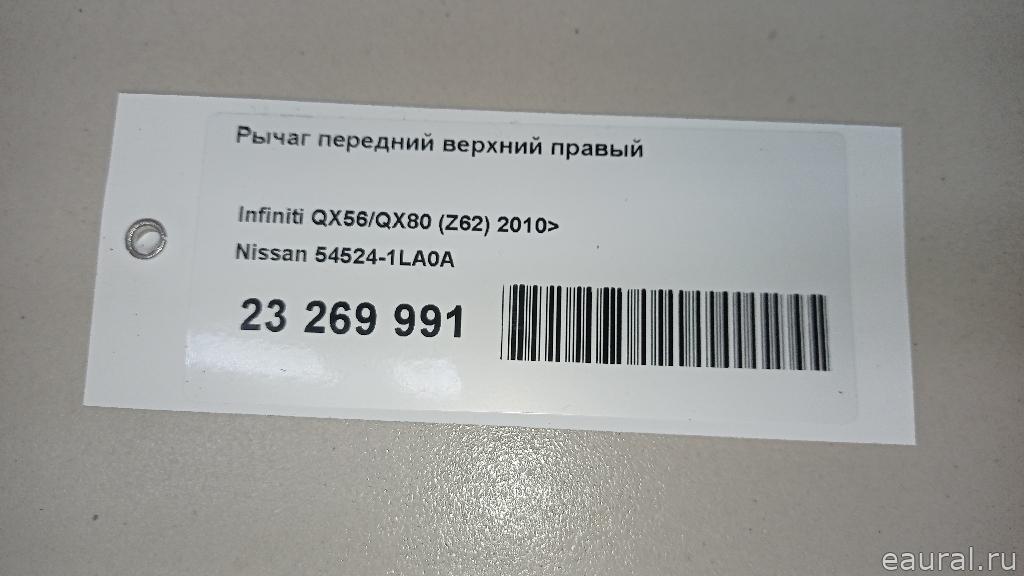 Рычаг передний верхний правый
Infiniti QX56/QX80 (Z62) 2010>
Nissan 54524-1LA0A
23 269 991
eaural.ru